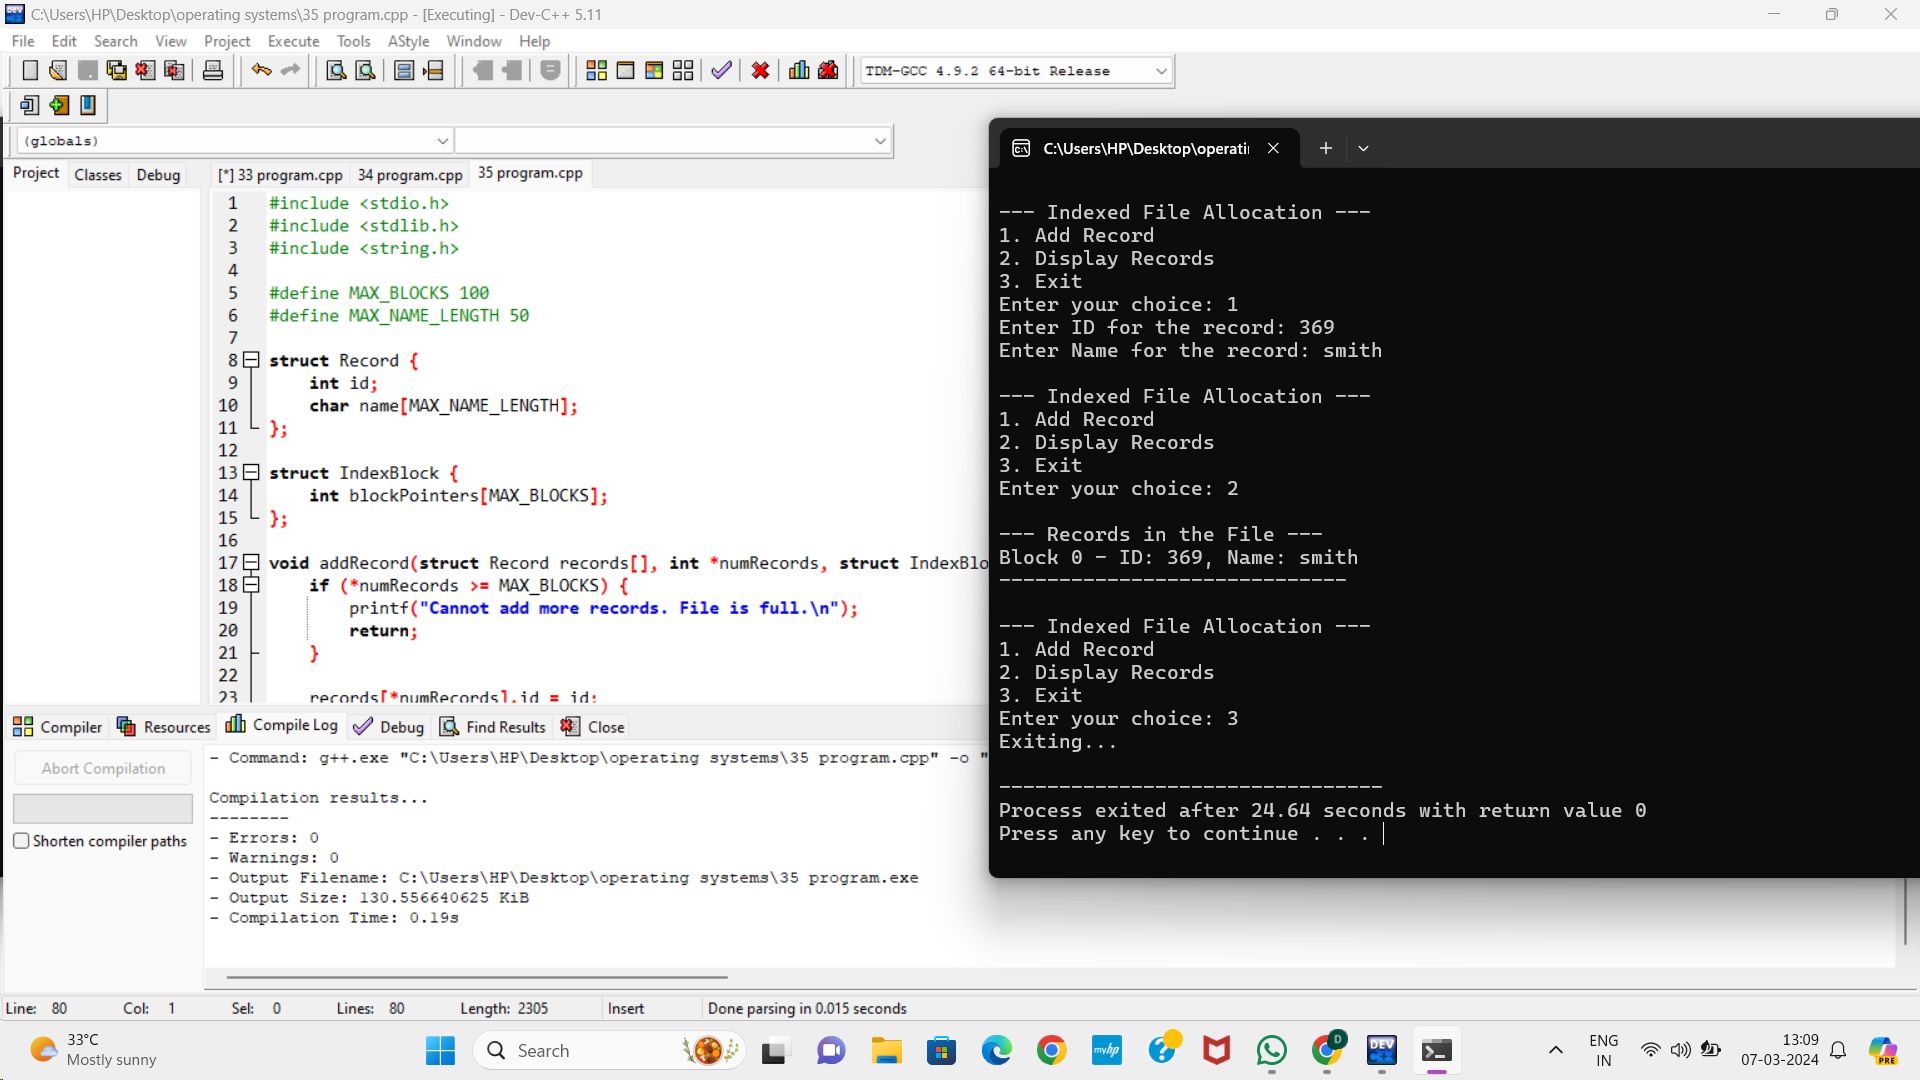 C:\Users\HP\Desktop\operating systems\35 program.cpp - [Executing] - Dev-C++ 5.11
File Edit Search View Project Execute Tools AStyle Window Help
TDM-GCC 4.9.2 64-bit Release
(globals)
Project Classes Debug
[*] 33 program.cpp 34 program.cpp 35 program.cpp
1 #include <stdio.h>
2 #include <stdlib.h>
3 #include <string.h>
4
5 #define MAX_BLOCKS 100
6 #define MAX_NAME_LENGTH 50
7
8 struct Record {
9 int id;
10 char name[MAX_NAME_LENGTH];
11 };
12
13 struct IndexBlock {
14 int blockPointers[MAX_BLOCKS];
15 };
16
17 void addRecord(struct Record records[], int *numRecords, struct IndexBlo
18 if (*numRecords >= MAX_BLOCKS) {
19 printf("Cannot add more records. File is full.\n");
20 return;
21 }
22
23 records[*numRecords].id = id;
C:\Users\HP\Desktop\operati
--- Indexed File Allocation ---
1. Add Record
2. Display Records
3. Exit
Enter your choice: 1
Enter ID for the record: 369
Enter Name for the record: smith
--- Indexed File Allocation ---
1. Add Record
2. Display Records
3. Exit
Enter your choice: 2
--- Records in the File ---
Block 0 - ID: 369, Name: smith
-----------------------------
--- Indexed File Allocation ---
1. Add Record
2. Display Records
3. Exit
Enter your choice: 3
Exiting...
--------------------------------
Process exited after 24.64 seconds with return value 0
Press any key to continue . . .
Compiler Resources Compile Log Debug Find Results Close
Abort Compilation
Shorten compiler paths
- Command: g++.exe "C:\Users\HP\Desktop\operating systems\35 program.cpp" -o "
Compilation results...
--------
- Errors: 0
- Warnings: 0
- Output Filename: C:\Users\HP\Desktop\operating systems\35 program.exe
- Output Size: 130.556640625 KiB
- Compilation Time: 0.19s
Line: 80 Col: 1 Sel: 0 Lines: 80 Length: 2305 Insert Done parsing in 0.015 seconds
33°C
Mostly sunny
Search
myhp
D
DEV
C++
ENG
IN
13:09
07-03-2024
PRE